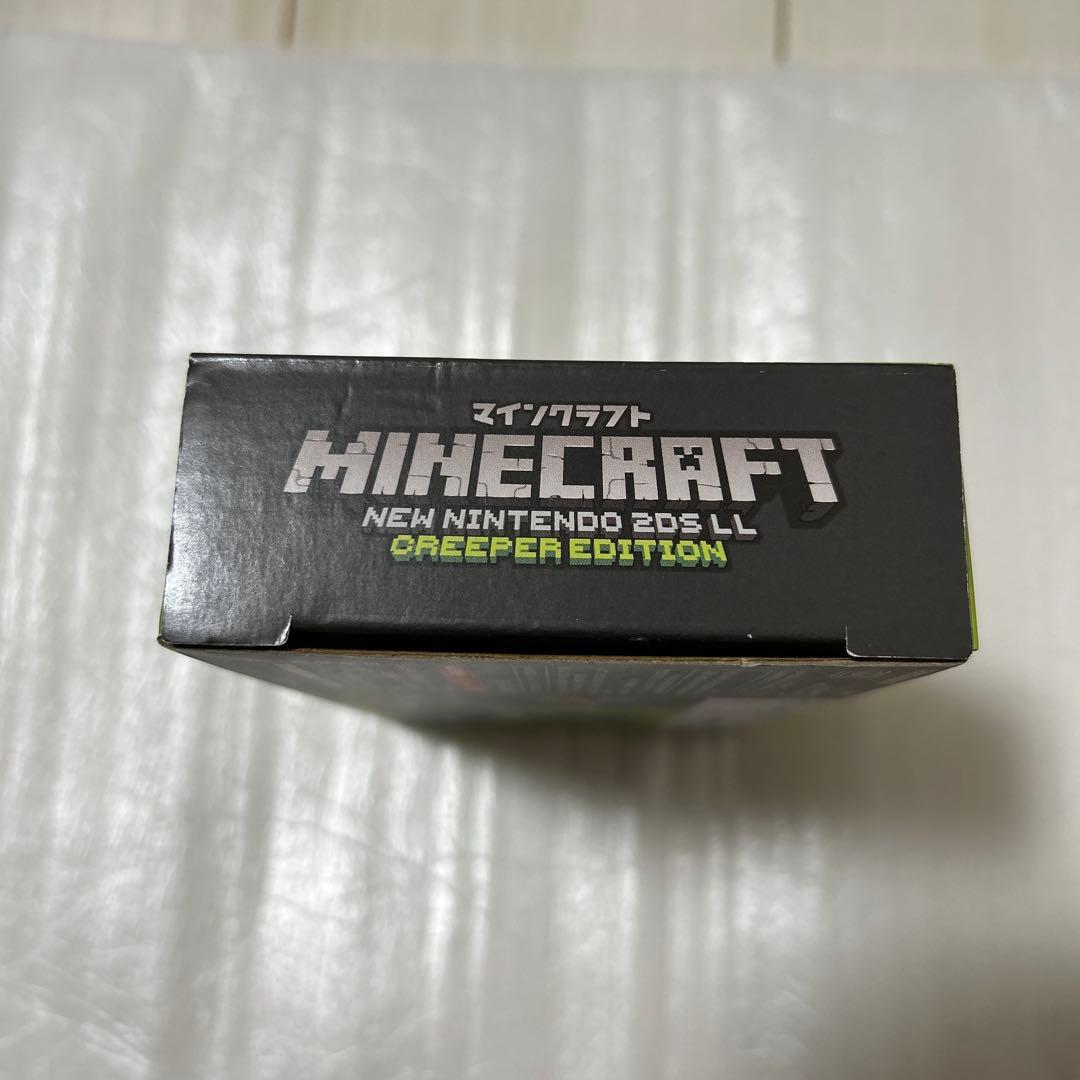 マインクラフト
MINECRAFT
NEW NINTENDO 2DS LL
CREEPER EDITION